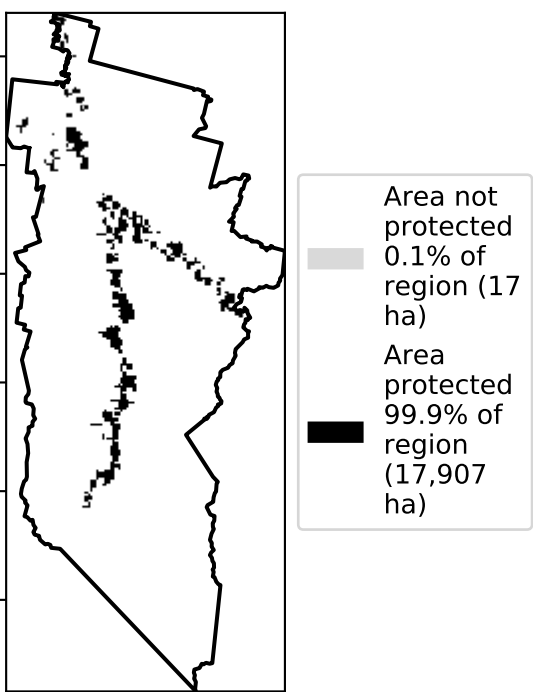 Area not
protected
0.1% of
region (17
ha)
Area
protected
99.9% of
region
(17,907
ha)